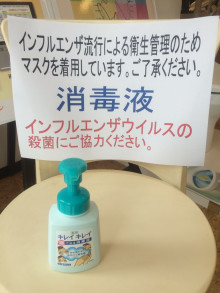 インフルエンザ流行による衛生管理のため
マスクを着用しています。ご了承ください。
消毒液
インフルエンザウイルスの
殺菌にご協力ください。
キレイキレイ